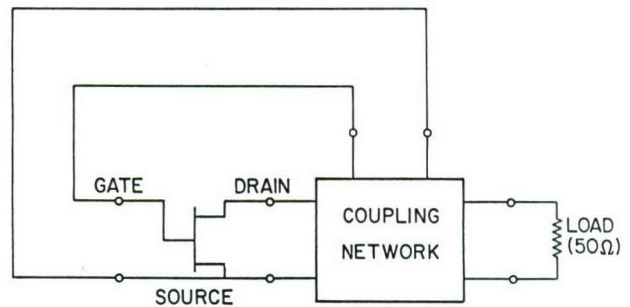 GATE
DRAIN
SOURCE
COUPLING
NETWORK
LOAD
(50Ω)